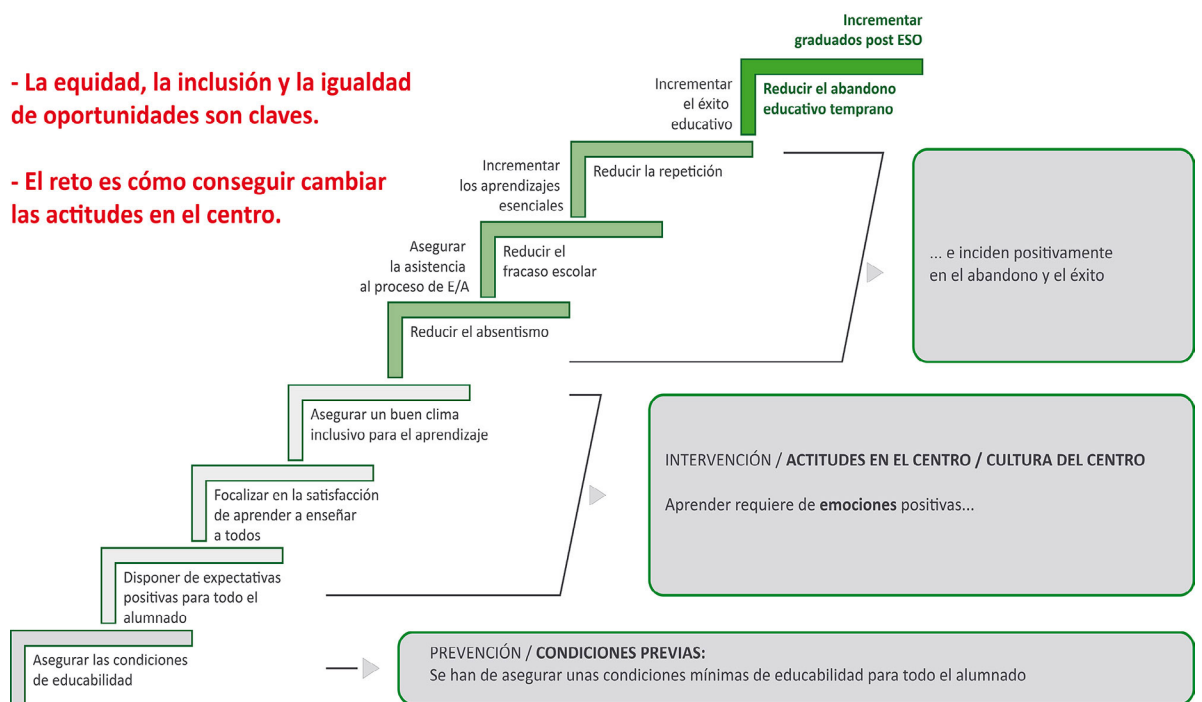 Incrementar
graduados post ESO
- La equidad, la inclusión y la igualdad
de oportunidades son claves.
- El reto es cómo conseguir cambiar
las actitudes en el centro.
Incrementar
el éxito
educativo
Reducir el abandono
educativo temprano
Incrementar
los aprendizajes
esenciales
Reducir la repetición
Asegurar
la asistencia
al proceso de E/A
Reducir el
fracaso escolar
... e inciden positivamente
en el abandono y el éxito
Reducir el absentismo
Asegurar un buen clima
inclusivo para el aprendizaje
INTERVENCIÓN / ACTITUDES EN EL CENTRO / CULTURA DEL CENTRO
Aprender requiere de emociones positivas...
Focalizar en la satisfacción
de aprender a enseñar
a todos
Disponer de expectativas
positivas para todo el
alumnado
Asegurar las condiciones
de educabilidad
PREVENCIÓN / CONDICIONES PREVIAS:
Se han de asegurar unas condiciones mínimas de educabilidad para todo el alumnado